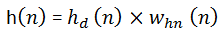 h(n) = h_d (n) × w_hn (n)